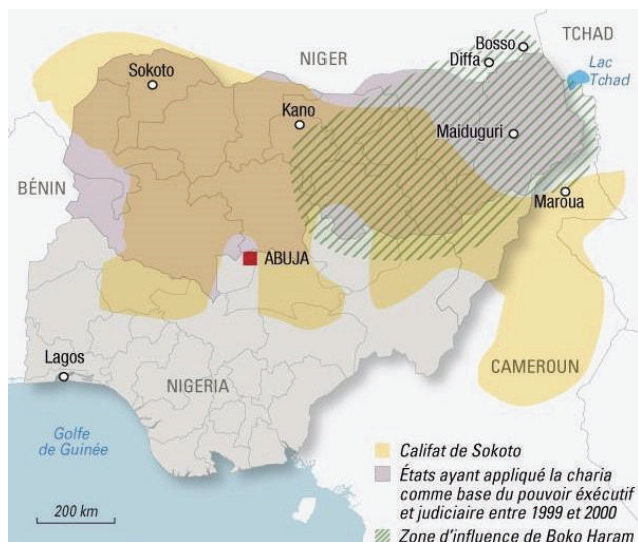 TCHAD
NIGER
Bosso
Diffa
Lac
Tchad
Sokoto
Kano
Maiduguri
BÉNIN
Maroua
ABUJA
Lagos
NIGERIA
CAMEROUN
Golfe
de Guinée
Califat de Sokoto
États ayant appliqué la charia
comme base du pouvoir éxécutif
et judiciaire entre 1999 et 2000
Zone d'influence de Boko Haram
200 km